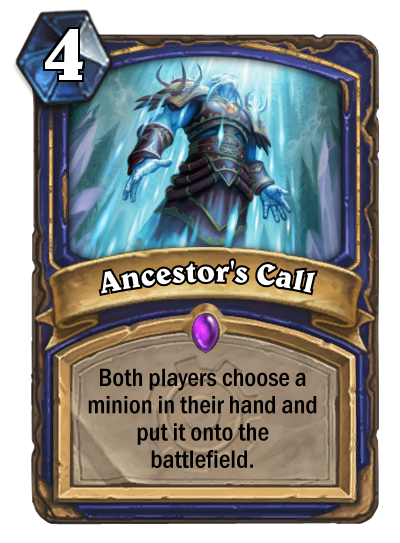 4
Ancestor's Call
Both players choose a
minion in their hand and
put it onto the
battlefield.